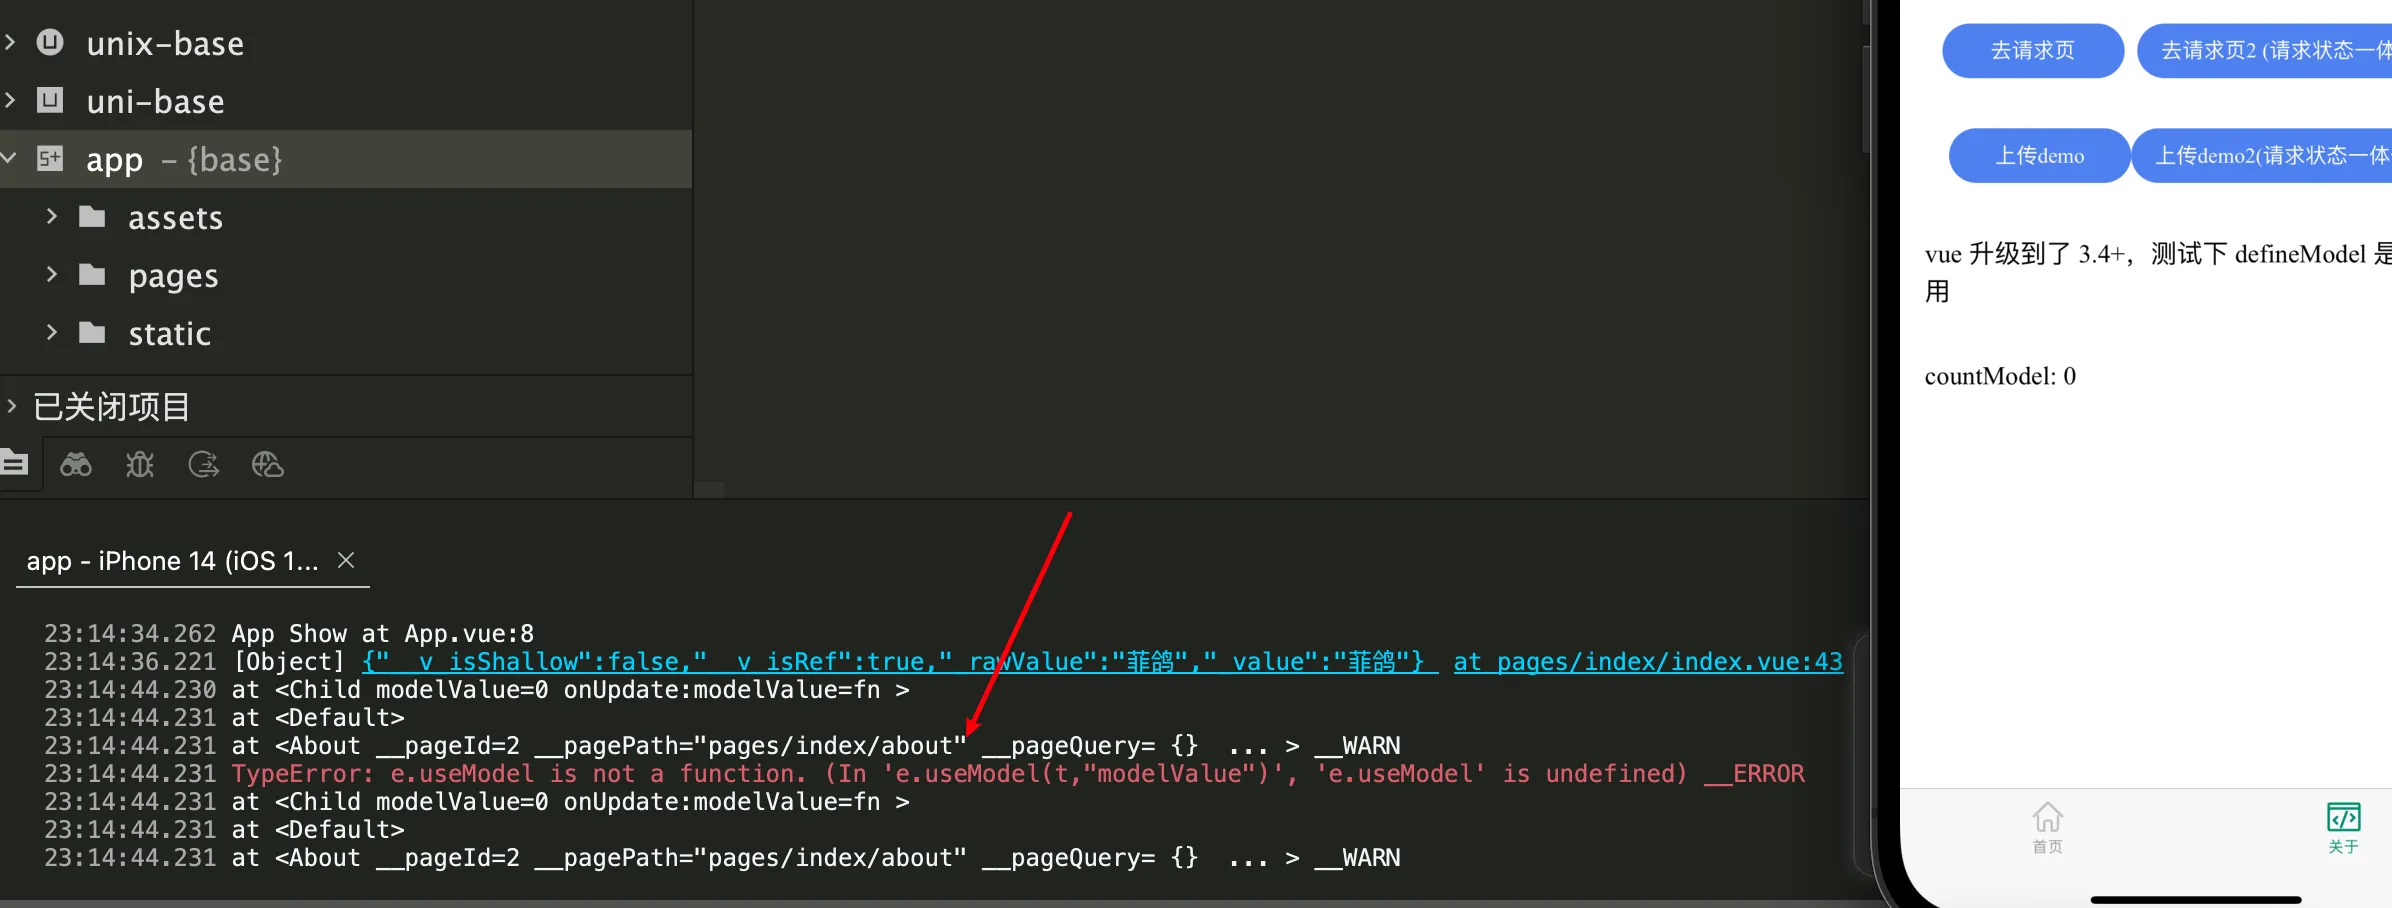 unix-base
uni-base
app - {base}
assets
pages
static
已关闭项目
去请求页
去请求页2 (请求状态一体
上传demo
上传demo2(请求状态一体
vue 升级到了 3.4+，测试下 defineModel 是
用
countModel: 0
首页
关于
app - iPhone 14 (iOS 1...
23:14:34.262 App Show at App.vue:8
23:14:36.221 [Object] {"__v_isShallow":false,"__v_isRef":true,"_rawValue":"菲鸽","_value":"菲鸽"} at pages/index/index.vue:43
23:14:44.230 at <Child modelValue=0 onUpdate:modelValue=fn >
23:14:44.231 at <Default>
23:14:44.231 at <About __pageId=2 __pagePath="pages/index/about" __pageQuery= {} ... > __WARN
23:14:44.231 TypeError: e.useModel is not a function. (In 'e.useModel(t,"modelValue")', 'e.useModel' is undefined) __ERROR
23:14:44.231 at <Child modelValue=0 onUpdate:modelValue=fn >
23:14:44.231 at <Default>
23:14:44.231 at <About __pageId=2 __pagePath="pages/index/about" __pageQuery= {} ... > __WARN